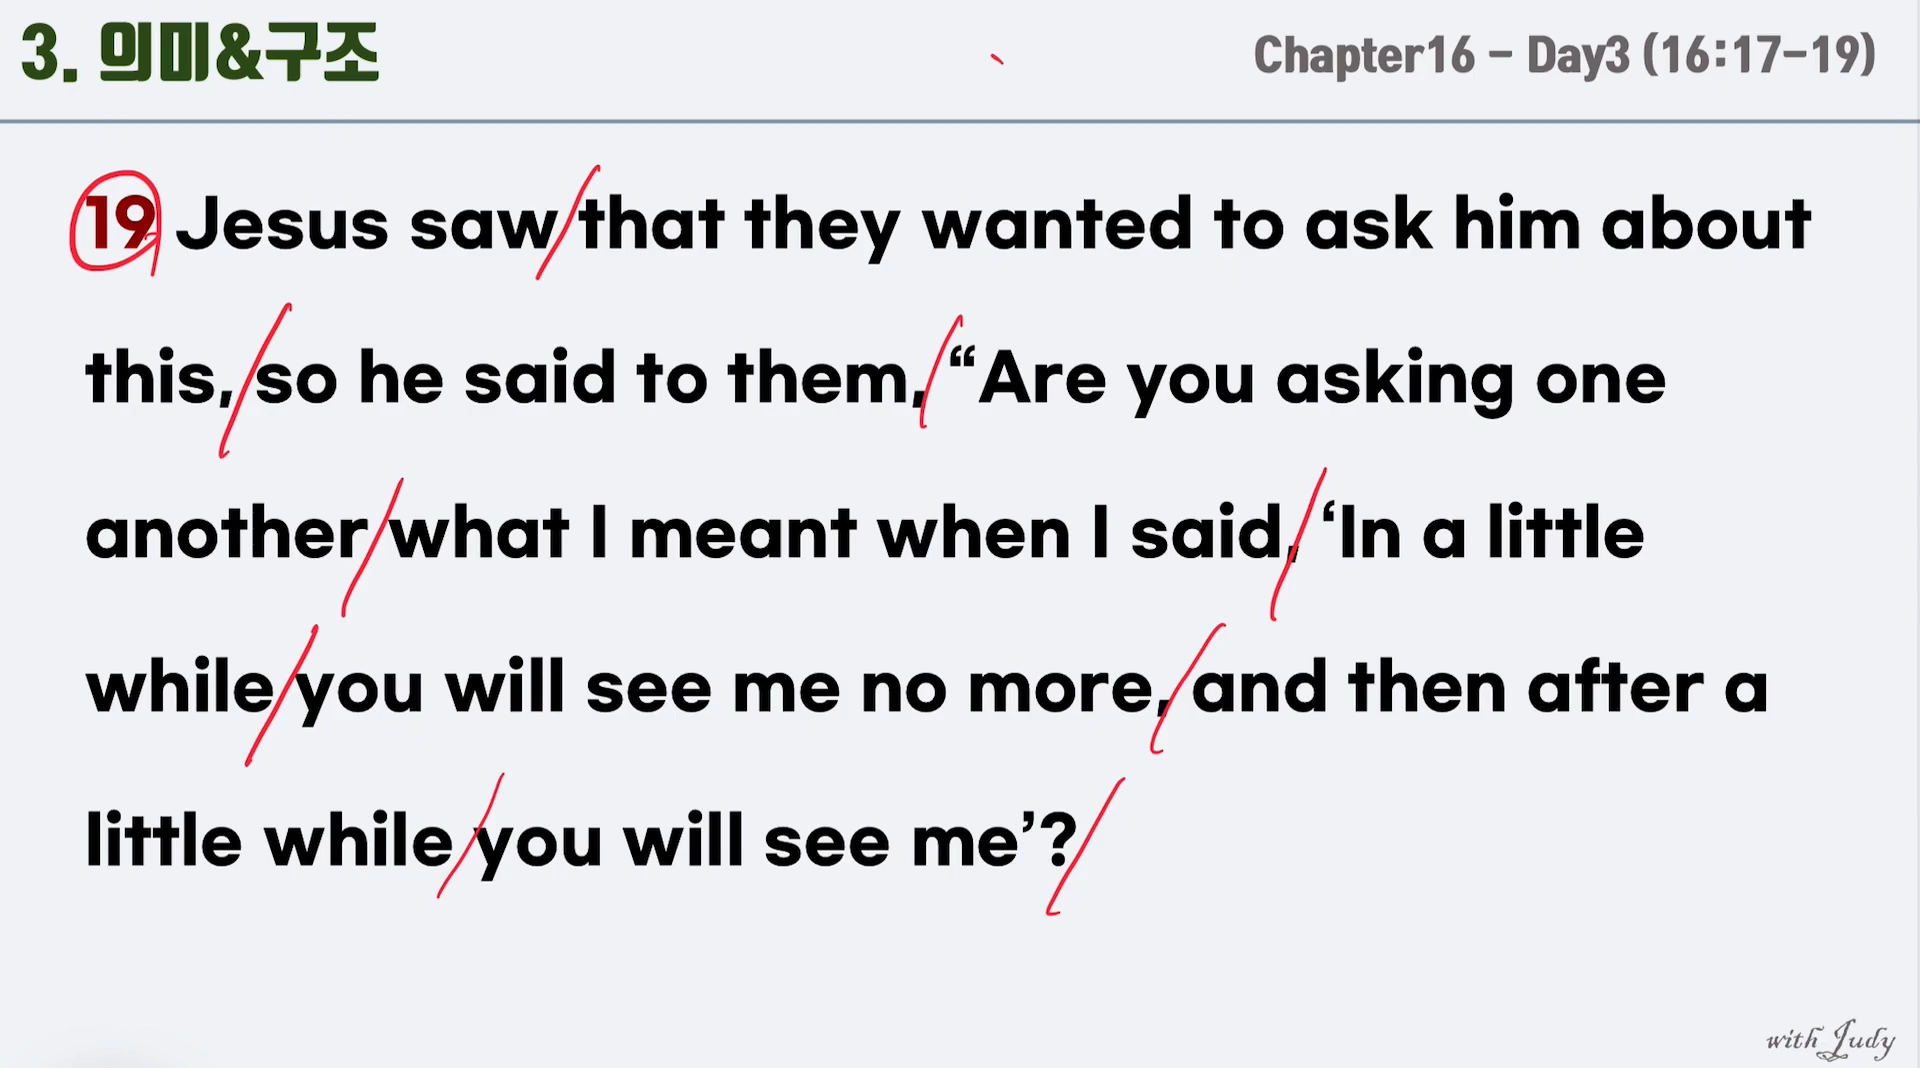 3. 의미&구조
Chapter16 - Day3 (16:17-19)
19 Jesus saw that they wanted to ask him about
this, so he said to them, “Are you asking one
another what I meant when I said, ‘In a little
while you will see me no more, and then after a
little while you will see me’?
with Judy